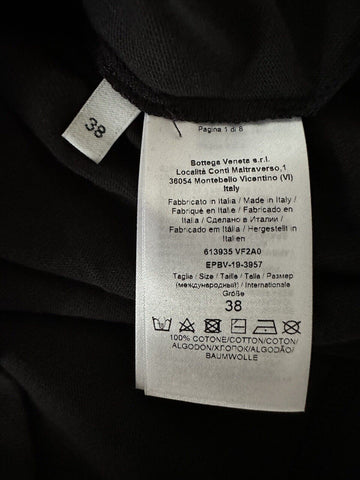 38
Pagina 1 di 8
Bottega Veneta s.r.l.
Località Conti Maltraverso,1
36054 Montebello Vicentino (VI)
Italy
Fabbricato in Italia / Made in Italy /
Fabriqué en Italie / Fabricado en
Italia / Сделано в Италии /
Fabricado em Itália / Hergestellt in
Italien
613935 VF2A0
EPBV-19-3957
Taglia / Size / Taille / Talla / Размер
(международный) / Internationale
Größe
38
100% COTONE/COTTON/COTON/
ALGODÓN/ХЛОПОК/ALGODÃO/
BAUMWOLLE